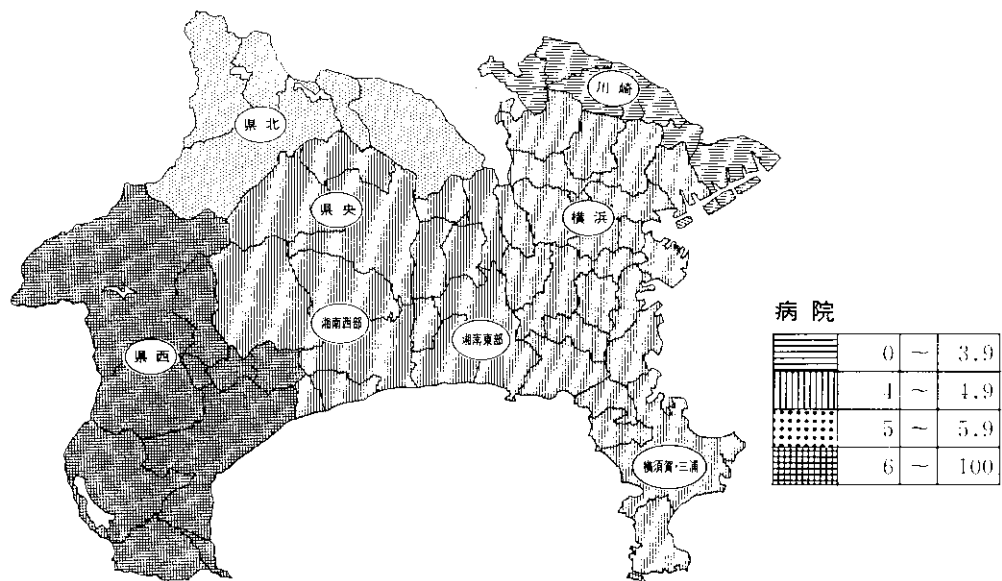 川崎
県北
県央
横浜
湘南西部
湘南東部
県西
横須賀・三浦
病院
0 ~ 3.9
4 ~ 4.9
5 ~ 5.9
6 ~ 100